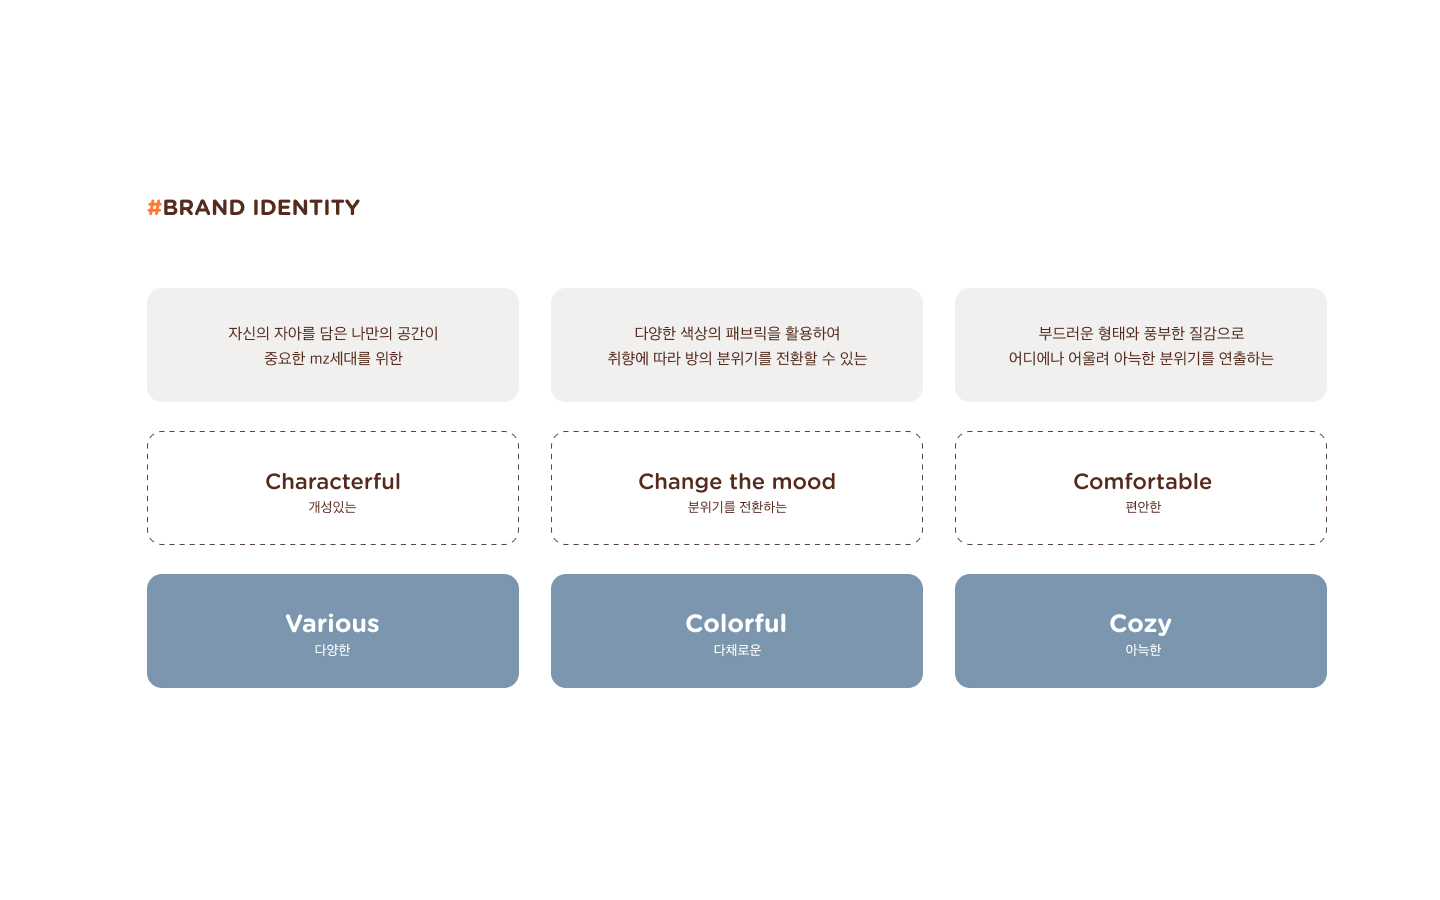 #BRAND IDENTITY
자신의 자아를 담은 나만의 공간이
중요한 mz세대를 위한
다양한 색상의 패브릭을 활용하여
취향에 따라 방의 분위기를 전환할 수 있는
부드러운 형태와 풍부한 질감으로
어디에나 어울려 아늑한 분위기를 연출하는
Characterful
개성있는
Change the mood
분위기를 전환하는
Comfortable
편안한
Various
다양한
Colorful
다채로운
Cozy
아늑한